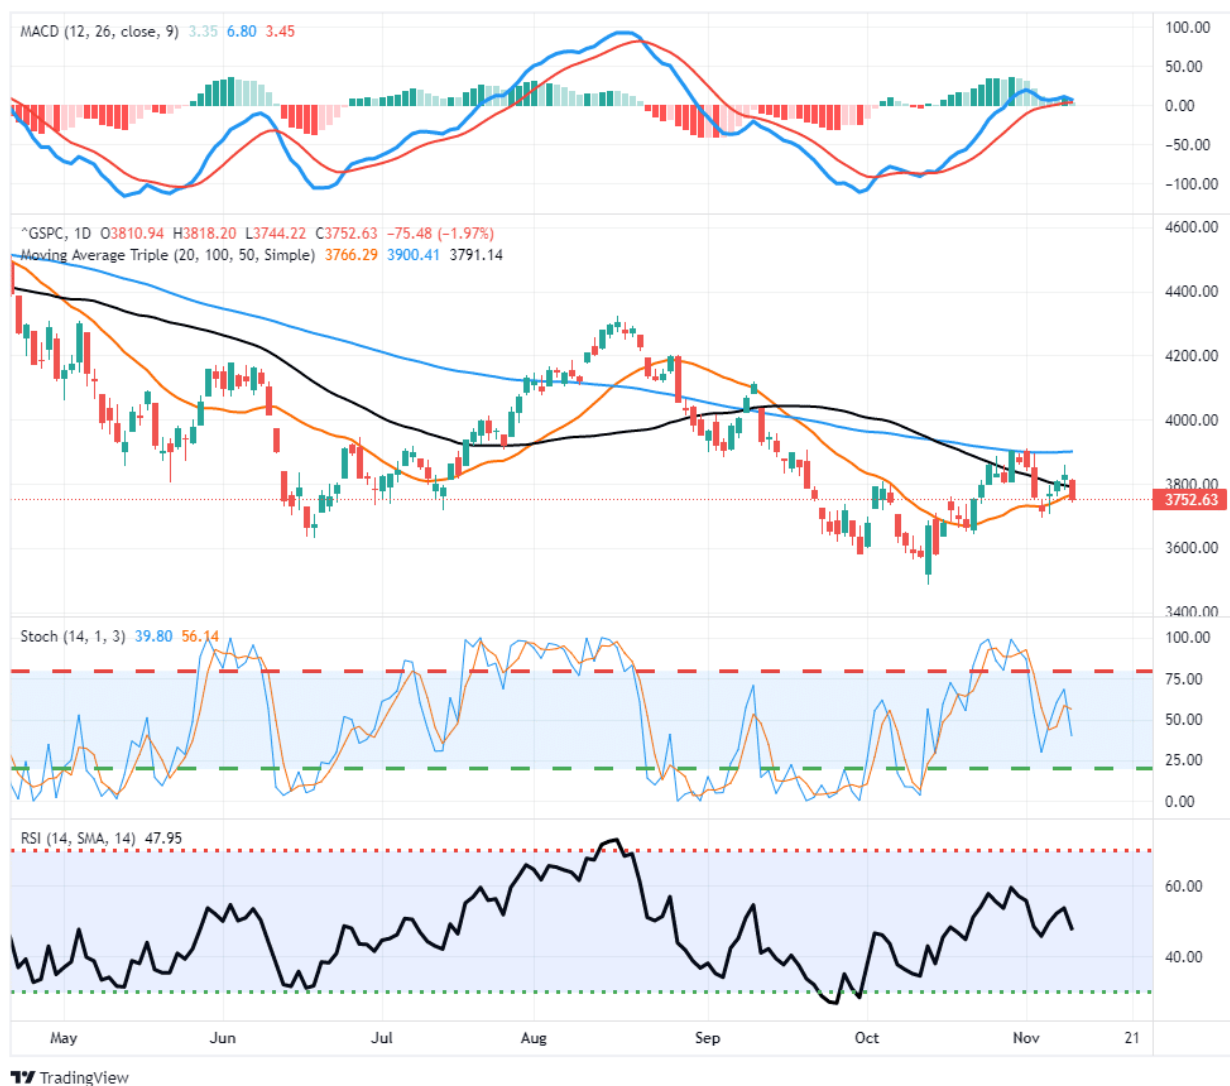 MACD (12, 26, close, 9) 3.35 6.80 3.45
100.00
50.00
0.00
−50.00
−100.00
^GSPC, 1D O3810.94 H3818.20 L3744.22 C3752.63 −75.48 (−1.97%)
Moving Average Triple (20, 100, 50, Simple) 3766.29 3900.41 3791.14
4600.00
4400.00
4200.00
4000.00
3800.00
3752.63
3600.00
3400.00
Stoch (14, 1, 3) 39.80 56.14
100.00
75.00
50.00
25.00
0.00
RSI (14, SMA, 14) 47.95
60.00
40.00
May Jun Jul Aug Sep Oct Nov 21
TradingView